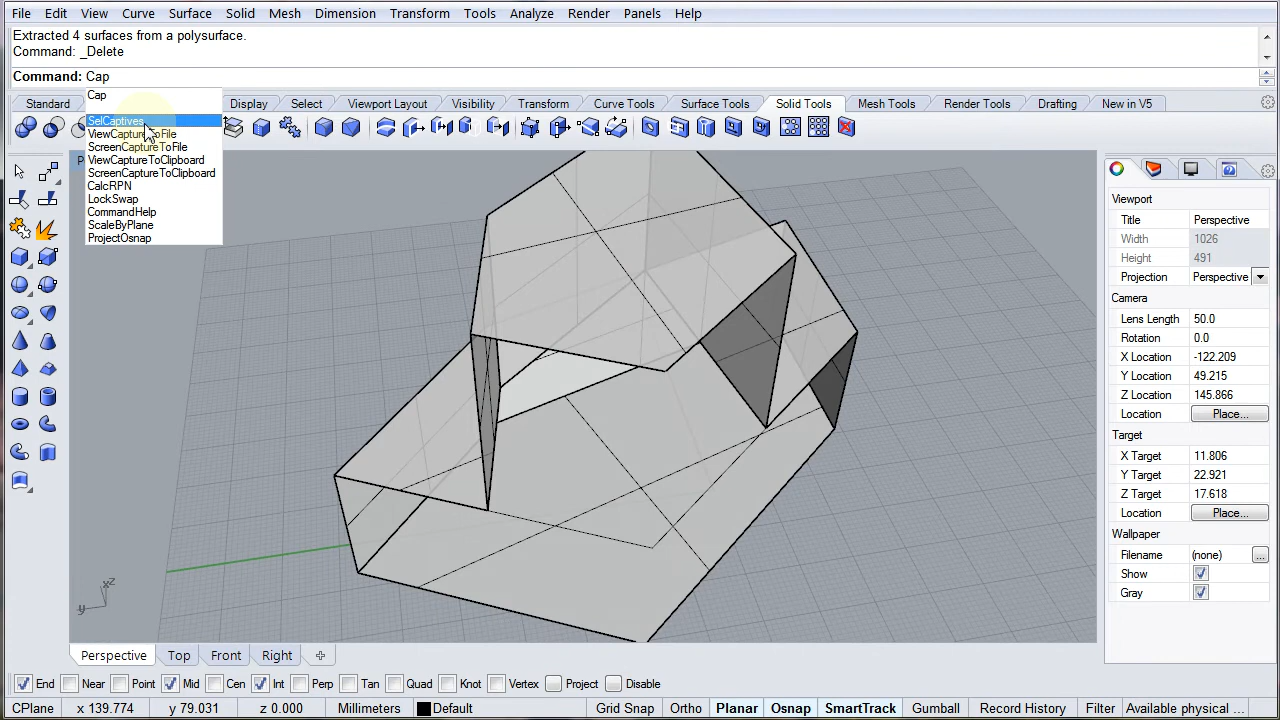 File Edit View Curve Surface Solid Mesh Dimension Transform Tools Analyze Render Panels Help
Extracted 4 surfaces from a polysurface.
Command: _Delete
Command: Cap
Cap
SelCaptives
ViewCaptureToFile
ScreenCaptureToFile
ViewCaptureToClipboard
ScreenCaptureToClipboard
CalcRPN
LockSwap
CommandHelp
ScaleByPlane
ProjectOsnap
Standard Display Select Viewport Layout Visibility Transform Curve Tools Surface Tools Solid Tools Mesh Tools Render Tools Drafting New in V5
Viewport
Title Perspective
Width 1026
Height 491
Projection Perspective
Camera
Lens Length 50.0
Rotation 0.0
X Location -122.209
Y Location 49.215
Z Location 145.866
Location Place...
Target
X Target 11.806
Y Target 22.921
Z Target 17.618
Location Place...
Wallpaper
Filename (none) ...
Show
Gray
z
x
y
Perspective Top Front Right
End Near Point Mid Cen Int Perp Tan Quad Knot Vertex Project Disable
CPlane x 139.774 y 79.031 z 0.000 Millimeters Default Grid Snap Ortho Planar Osnap SmartTrack Gumball Record History Filter Available physical ...